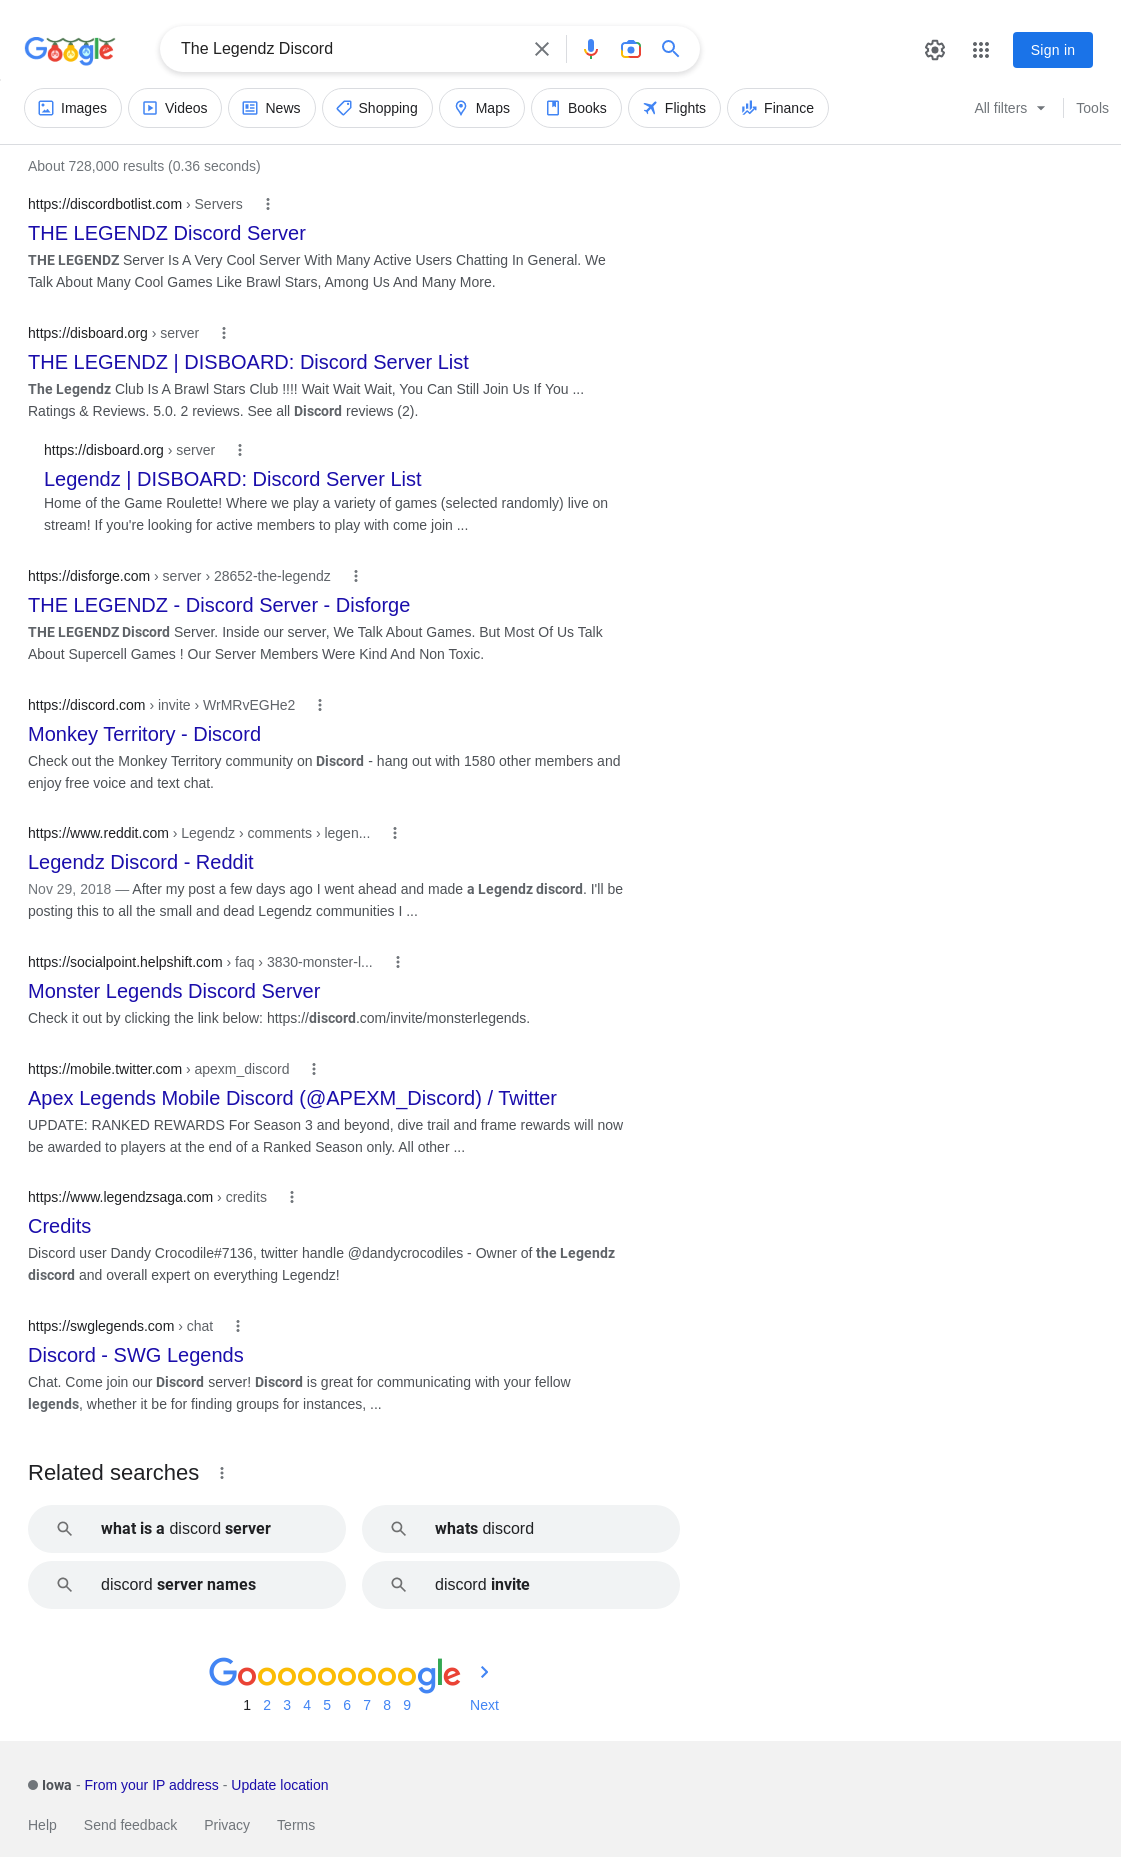 Google
The Legendz Discord
Sign in
Images Videos News Shopping Maps Books Flights Finance All filters Tools
About 728,000 results (0.36 seconds)
https://discordbotlist.com › Servers
THE LEGENDZ Discord Server
THE LEGENDZ Server Is A Very Cool Server With Many Active Users Chatting In General. We
Talk About Many Cool Games Like Brawl Stars, Among Us And Many More.
https://disboard.org › server
THE LEGENDZ | DISBOARD: Discord Server List
The Legendz Club Is A Brawl Stars Club !!!! Wait Wait Wait, You Can Still Join Us If You ...
Ratings & Reviews. 5.0. 2 reviews. See all Discord reviews (2).
https://disboard.org › server
Legendz | DISBOARD: Discord Server List
Home of the Game Roulette! Where we play a variety of games (selected randomly) live on
stream! If you're looking for active members to play with come join ...
https://disforge.com › server › 28652-the-legendz
THE LEGENDZ - Discord Server - Disforge
THE LEGENDZ Discord Server. Inside our server, We Talk About Games. But Most Of Us Talk
About Supercell Games ! Our Server Members Were Kind And Non Toxic.
https://discord.com › invite › WrMRvEGHe2
Monkey Territory - Discord
Check out the Monkey Territory community on Discord - hang out with 1580 other members and
enjoy free voice and text chat.
https://www.reddit.com › Legendz › comments › legen...
Legendz Discord - Reddit
Nov 29, 2018 — After my post a few days ago I went ahead and made a Legendz discord. I'll be
posting this to all the small and dead Legendz communities I ...
https://socialpoint.helpshift.com › faq › 3830-monster-l...
Monster Legends Discord Server
Check it out by clicking the link below: https://discord.com/invite/monsterlegends.
https://mobile.twitter.com › apexm_discord
Apex Legends Mobile Discord (@APEXM_Discord) / Twitter
UPDATE: RANKED REWARDS For Season 3 and beyond, dive trail and frame rewards will now
be awarded to players at the end of a Ranked Season only. All other ...
https://www.legendzsaga.com › credits
Credits
Discord user Dandy Crocodile#7136, twitter handle @dandycrocodiles - Owner of the Legendz
discord and overall expert on everything Legendz!
https://swglegends.com › chat
Discord - SWG Legends
Chat. Come join our Discord server! Discord is great for communicating with your fellow
legends, whether it be for finding groups for instances, ...
Related searches
what is a discord server
whats discord
discord server names
discord invite
Goooooooooogle
1 2 3 4 5 6 7 8 9 Next
Iowa - From your IP address - Update location
Help Send feedback Privacy Terms